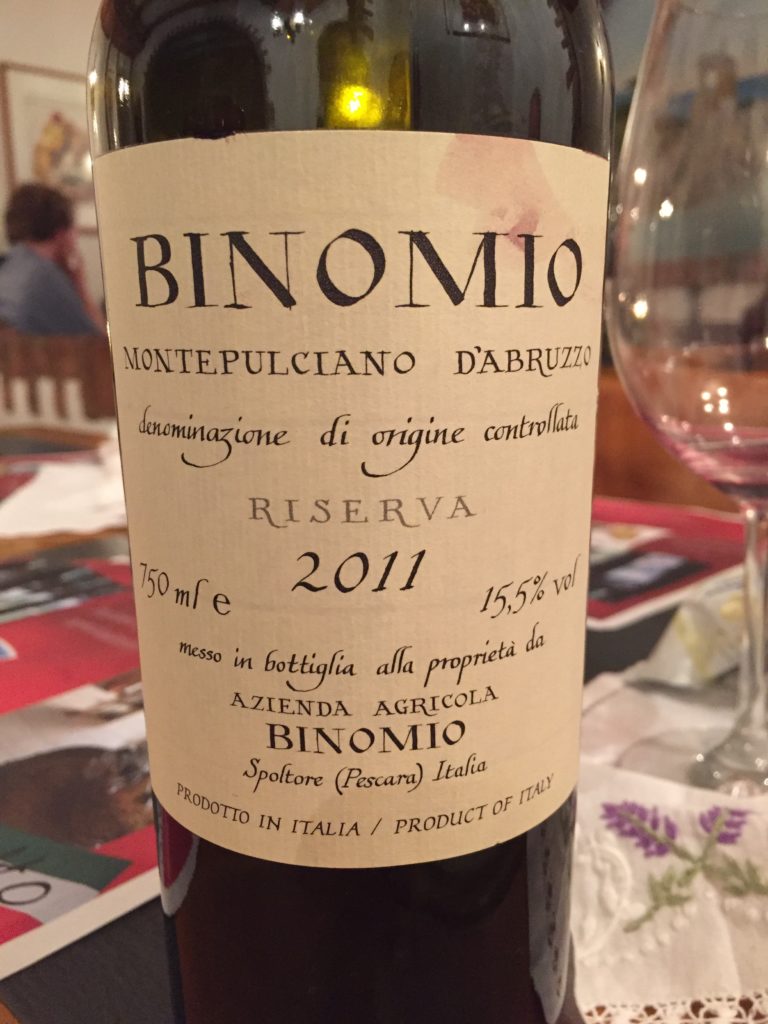 BINOMIO
MONTEPULCIANO D'ABRUZZO
denominazione di origine controllata
RISERVA
2011
750 ml e
15,5% vol
messo in bottiglia alla proprietà da
AZIENDA AGRICOLA
BINOMIO
Spoltore (Pescara) Italia
PRODOTTO IN ITALIA / PRODUCT OF ITALY